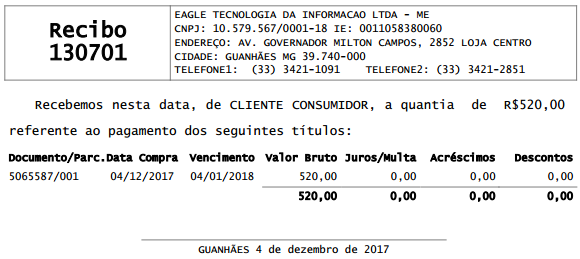 Recibo
130701
EAGLE TECNOLOGIA DA INFORMACAO LTDA - ME
CNPJ: 10.579.567/0001-18 IE: 0011058380060
ENDEREÇO: AV. GOVERNADOR MILTON CAMPOS, 2852 LOJA CENTRO
CIDADE: GUANHÃES MG 39.740-000
TELEFONE1: (33) 3421-1091 TELEFONE2: (33) 3421-2851
Recebemos nesta data, de CLIENTE CONSUMIDOR, a quantia de R$520,00
referente ao pagamento dos seguintes títulos:
Documento/Parc. Data Compra Vencimento Valor Bruto Juros/Multa Acréscimos Descontos
5065587/001 04/12/2017 04/01/2018 520,00 0,00 0,00 0,00
520,00 0,00 0,00 0,00
GUANHÃES 4 de dezembro de 2017